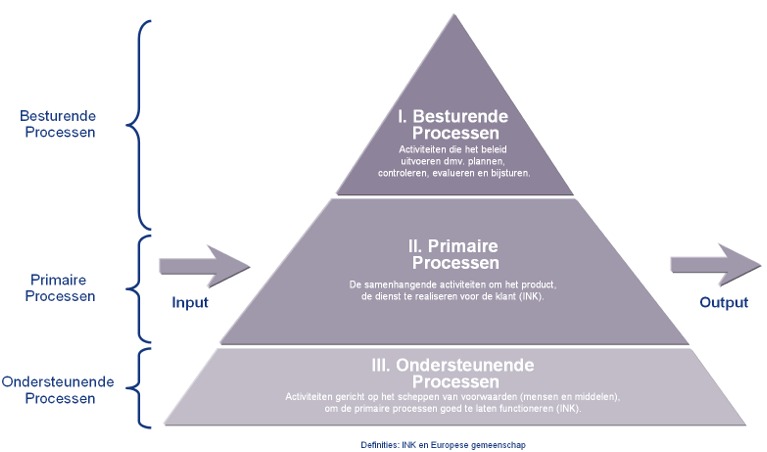 Besturende
Processen
I. Besturende
Processen
Activiteiten die het beleid
uitvoeren dmv. plannen,
controleren, evalueren en bijsturen.
Primaire
Processen
Input
II. Primaire
Processen
De samenhangende activiteiten om het product,
de dienst te realiseren voor de klant (INK).
Output
Ondersteunende
Processen
III. Ondersteunende
Processen
Activiteiten gericht op het scheppen van voorwaarden (mensen en middelen),
om de primaire processen goed te laten functioneren (INK).
Definities: INK en Europese gemeenschap